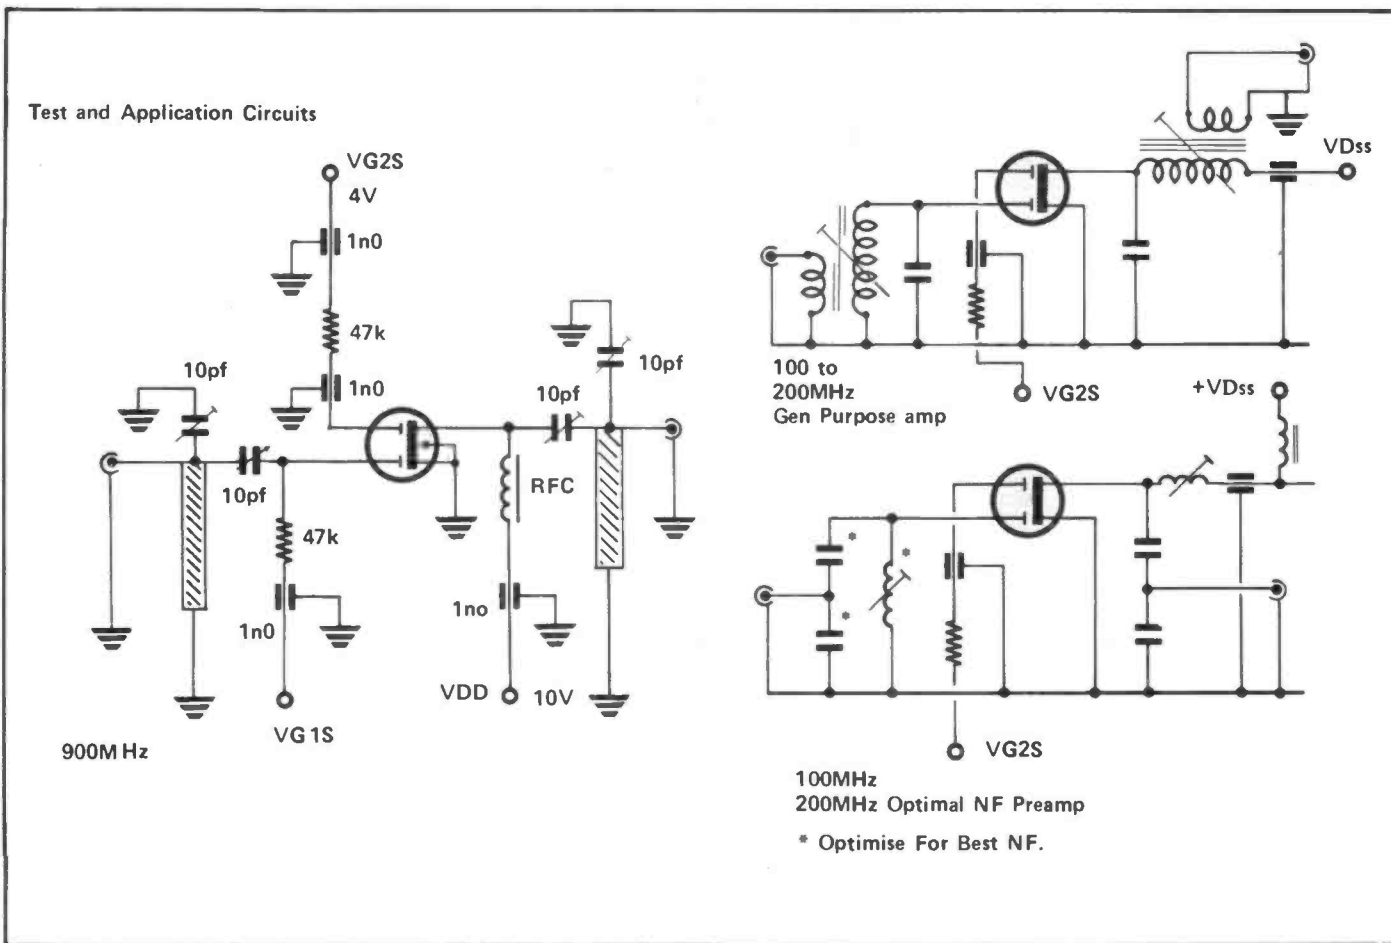 Test and Application Circuits
VG2S
4V
1n0
47k
1n0
10pf
10pf
10pf
10pf
RFC
47k
1n0
1no
VDD
10V
VG1S
900MHz
VDss
100 to
200MHz
Gen Purpose amp
VG2S
+VDss
*
*
*
VG2S
100MHz
200MHz Optimal NF Preamp
* Optimise For Best NF.